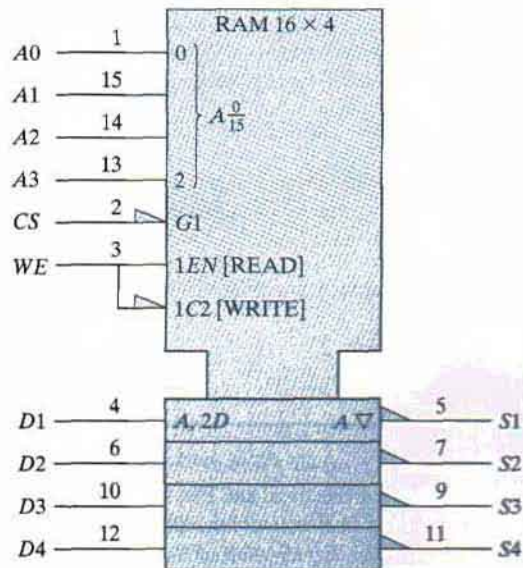 RAM 16 × 4
A0 1 0
A1 15
A2 14 A 0/15
A3 13 2
CS 2 G1
WE 3 1EN [READ]
1C2 [WRITE]
D1 4 A, 2D A ▽ 5 S1
D2 6 7 S2
D3 10 9 S3
D4 12 11 S4